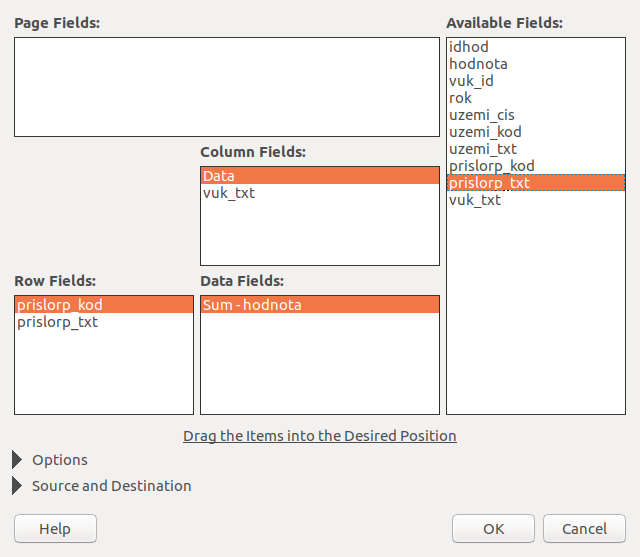 Page Fields:
Available Fields:
idhod
hodnota
vuk_id
rok
uzemi_cis
uzemi_kod
uzemi_txt
prislorp_kod
prislorp_txt
vuk_txt
Column Fields:
Data
vuk_txt
Row Fields:
prislorp_kod
prislorp_txt
Data Fields:
Sum - hodnota
Drag the Items into the Desired Position
Options
Source and Destination
Help
OK
Cancel